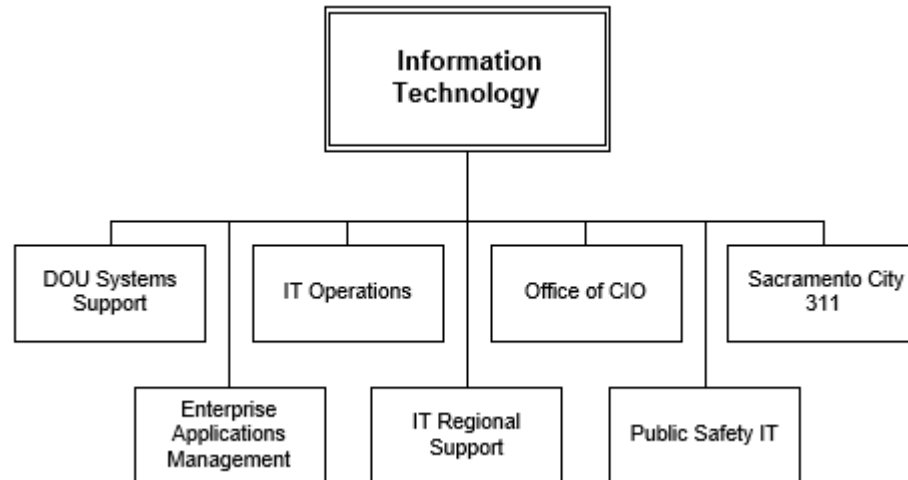 Information
Technology
DOU Systems
Support
IT Operations
Office of CIO
Sacramento City
311
Enterprise
Applications
Management
IT Regional
Support
Public Safety IT